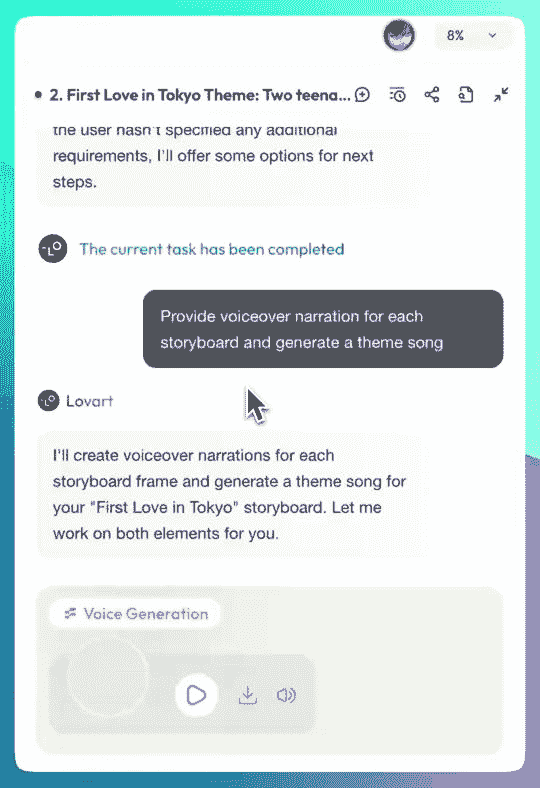 8%
2. First Love in Tokyo Theme: Two teena...
the user hasn't specified any additional
requirements, I'll offer some options for next
steps.
The current task has been completed
Provide voiceover narration for each
storyboard and generate a theme song
Lovart
I'll create voiceover narrations for each
storyboard frame and generate a theme song for
your "First Love in Tokyo" storyboard. Let me
work on both elements for you.
Voice Generation